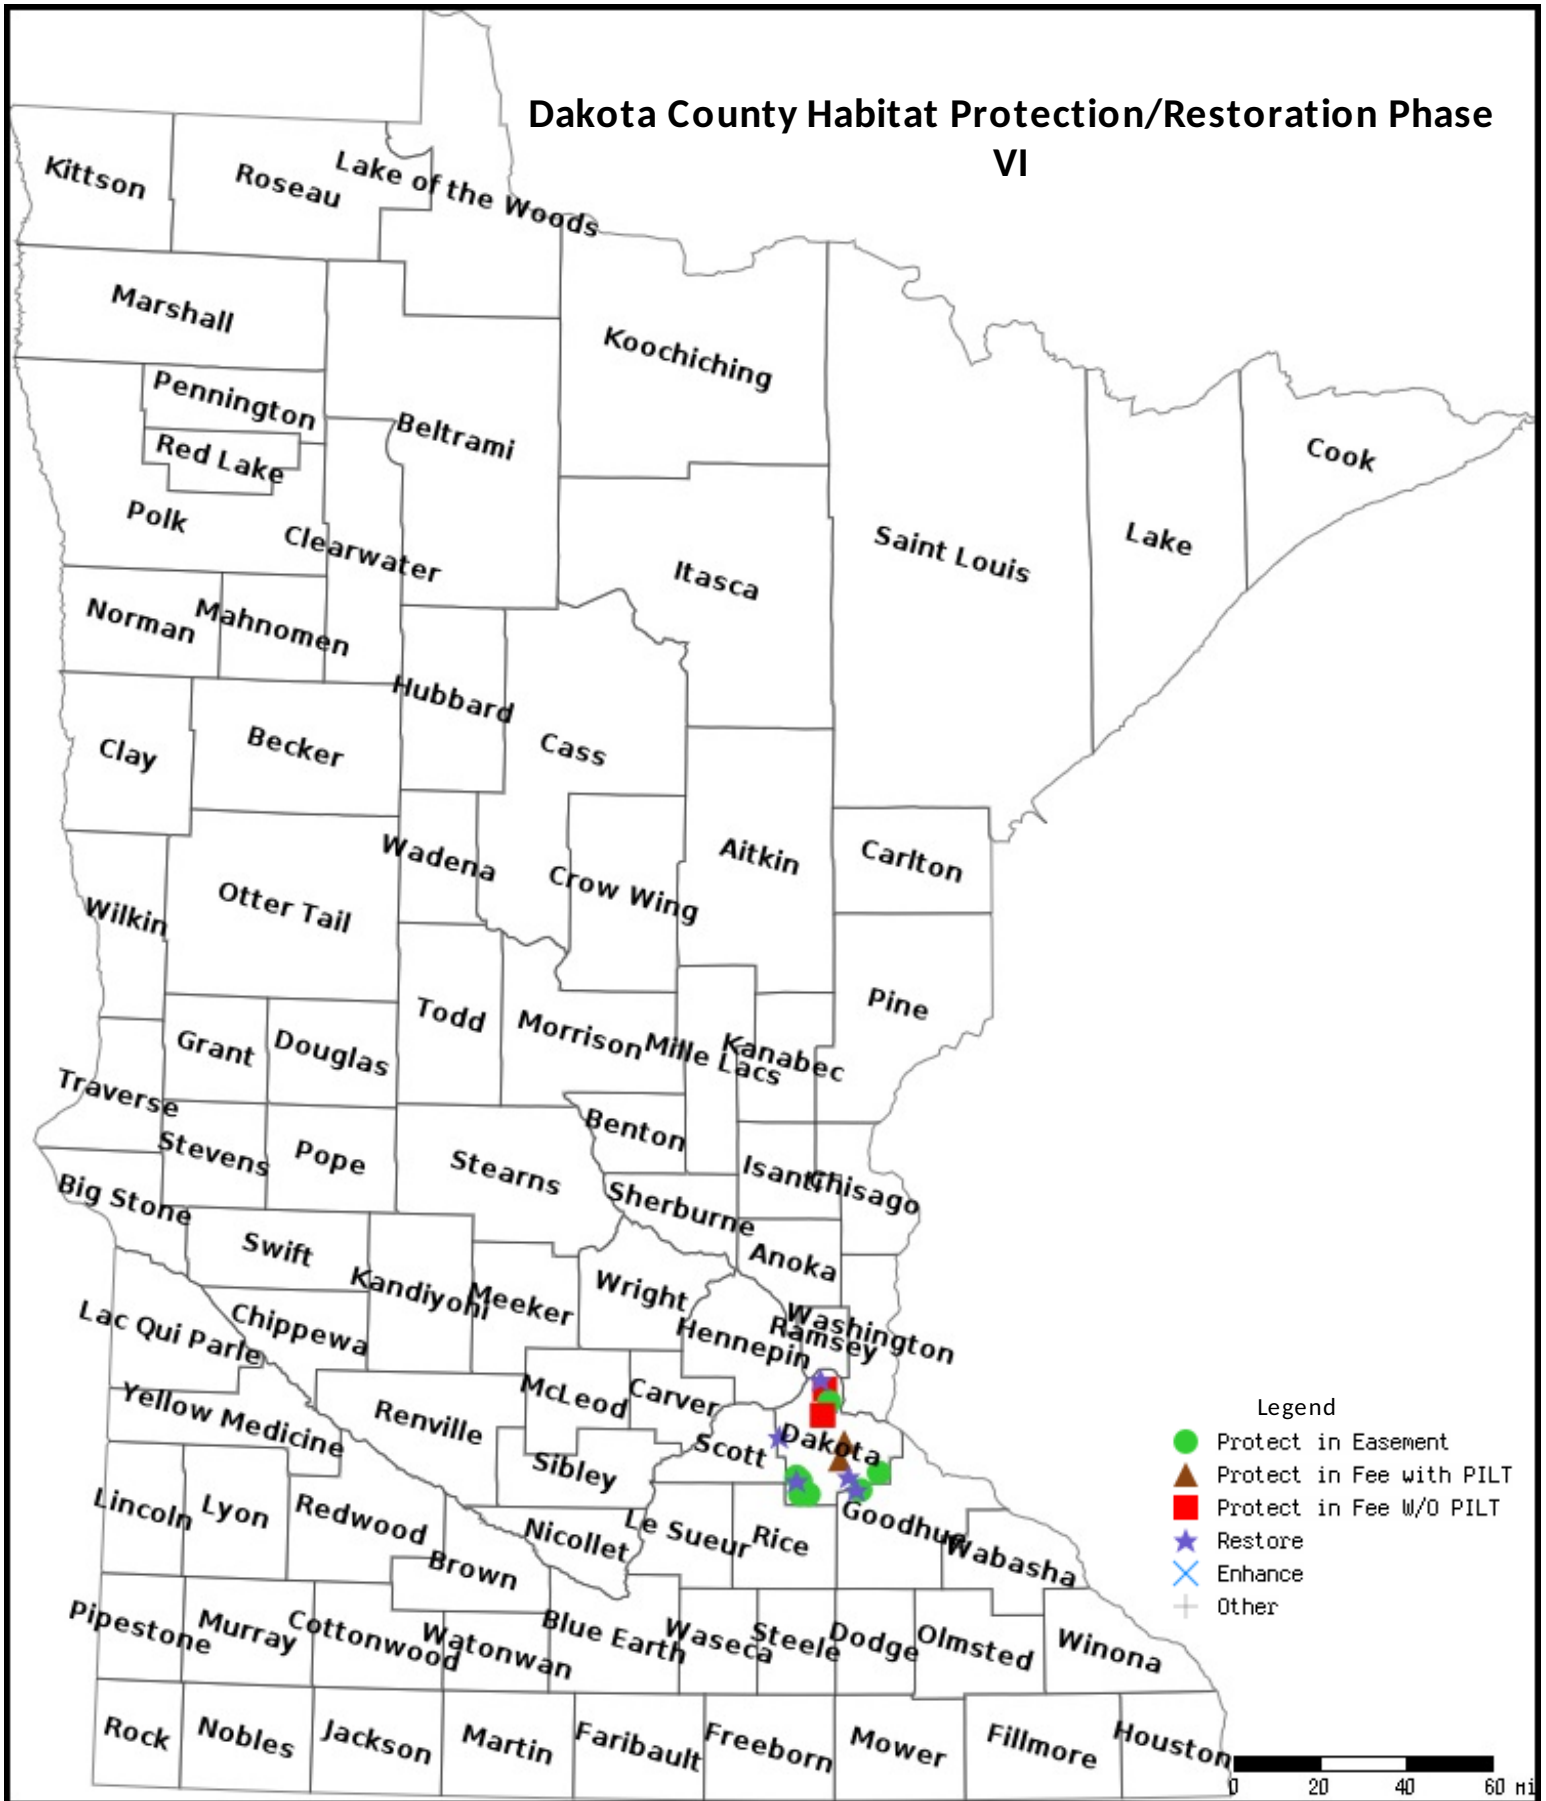 Dakota County Habitat Protection/Restoration Phase
VI
Kittson
Roseau
Lake of the Woods
Marshall
Koochiching
Pennington
Beltrami
Red Lake
Cook
Polk
Clearwater
Saint Louis
Lake
Itasca
Norman
Mahnomen
Hubbard
Clay
Becker
Cass
Wadena
Aitkin
Carlton
Otter Tail
Crow Wing
Wilkin
Pine
Todd
Morrison
Grant
Douglas
Mille Lacs
Kanabec
Traverse
Benton
Stevens
Pope
Stearns
Isanti
Chisago
Big Stone
Sherburne
Swift
Anoka
Kandiyohi
Meeker
Wright
Washington
Ramsey
Lac Qui Parle
Chippewa
Hennepin
McLeod
Carver
Yellow Medicine
Renville
Scott
Dakota
Sibley
Lincoln
Lyon
Redwood
Nicollet
Le Sueur
Rice
Goodhue
Wabasha
Brown
Pipestone
Murray
Cottonwood
Watonwan
Blue Earth
Waseca
Steele
Dodge
Olmsted
Winona
Rock
Nobles
Jackson
Martin
Faribault
Freeborn
Mower
Fillmore
Houston
Legend
Protect in Easement
Protect in Fee with PILT
Protect in Fee W/O PILT
Restore
Enhance
Other
0 20 40 60 mi